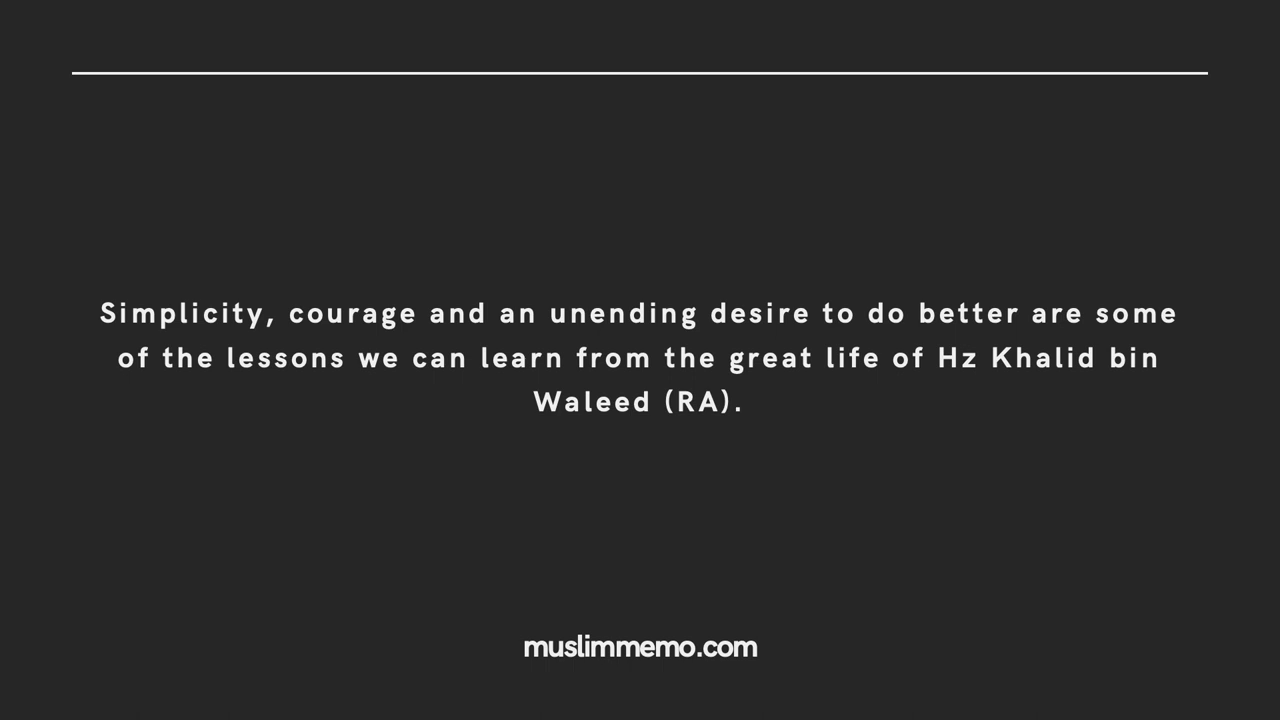 Simplicity, courage and an unending desire to do better are some
of the lessons we can learn from the great life of Hz Khalid bin
Waleed (RA).
muslimmemo.com